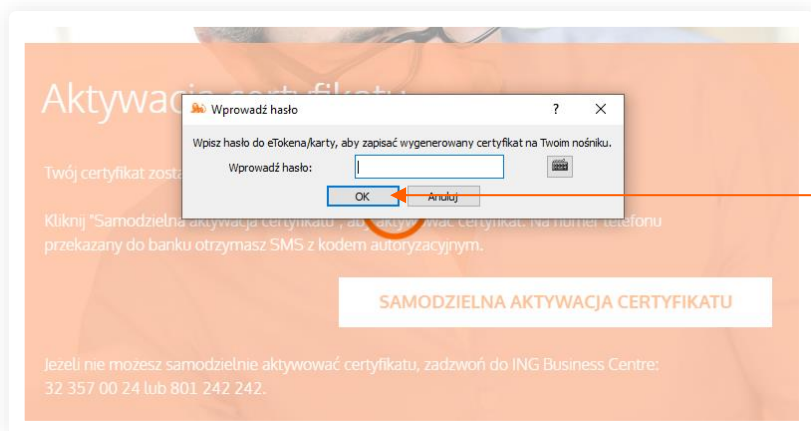 Aktywacja certyfikatu
Wprowadź hasło
Wpisz hasło do eTokena/karty, aby zapisać wygenerowany certyfikat na Twoim nośniku.
Twój certyfikat zosta
Wprowadź hasło:
OK Anuluj
Kliknij "Samodzielna aktywacja certyfikatu", aby aktywować certyfikat. Na numer telefonu
przekazany do banku otrzymasz SMS z kodem autoryzacyjnym.
SAMODZIELNA AKTYWACJA CERTYFIKATU
Jeżeli nie możesz samodzielnie aktywować certyfikatu, zadzwoń do ING Business Centre:
32 357 00 24 lub 801 242 242.